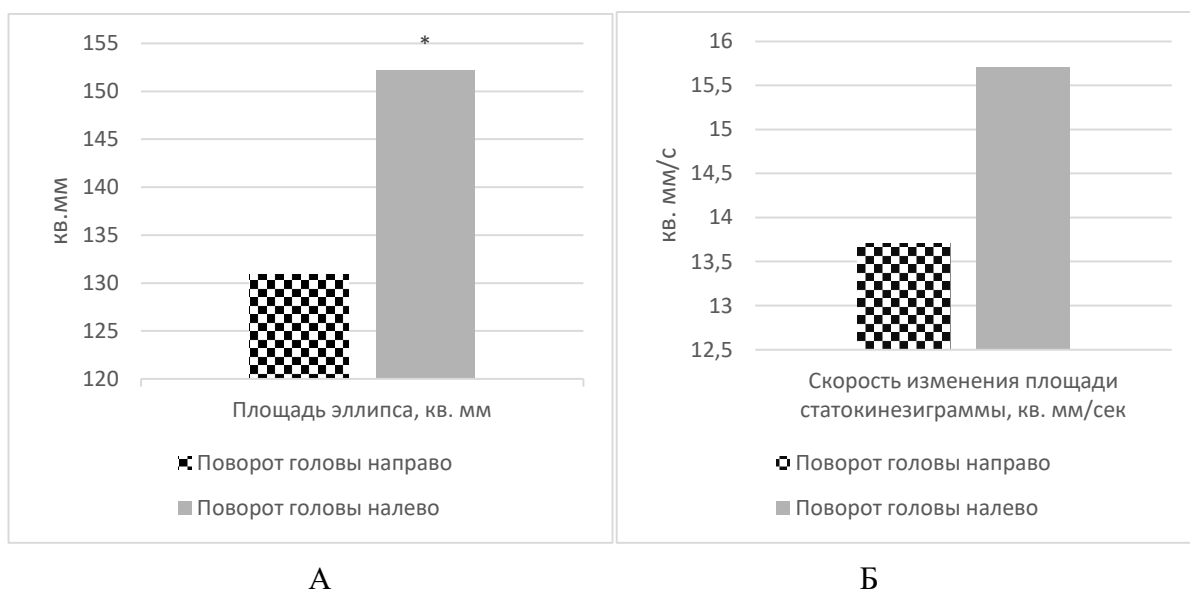 *
155
150
145
140
135
130
125
120
кв.мм
Площадь эллипса, кв. мм
Поворот головы направо
Поворот головы налево
16
15,5
15
14,5
14
13,5
13
12,5
кв. мм/с
Скорость изменения площади
статокинезиграммы, кв. мм/сек
Поворот головы направо
Поворот головы налево
А
Б